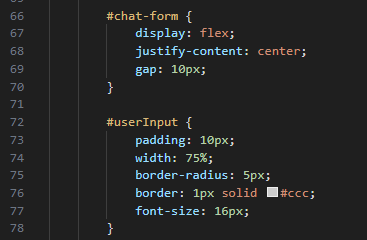 66 #chat-form {
67 display: flex;
68 justify-content: center;
69 gap: 10px;
70 }
71
72 #userInput {
73 padding: 10px;
74 width: 75%;
75 border-radius: 5px;
76 border: 1px solid #ccc;
77 font-size: 16px;
78 }